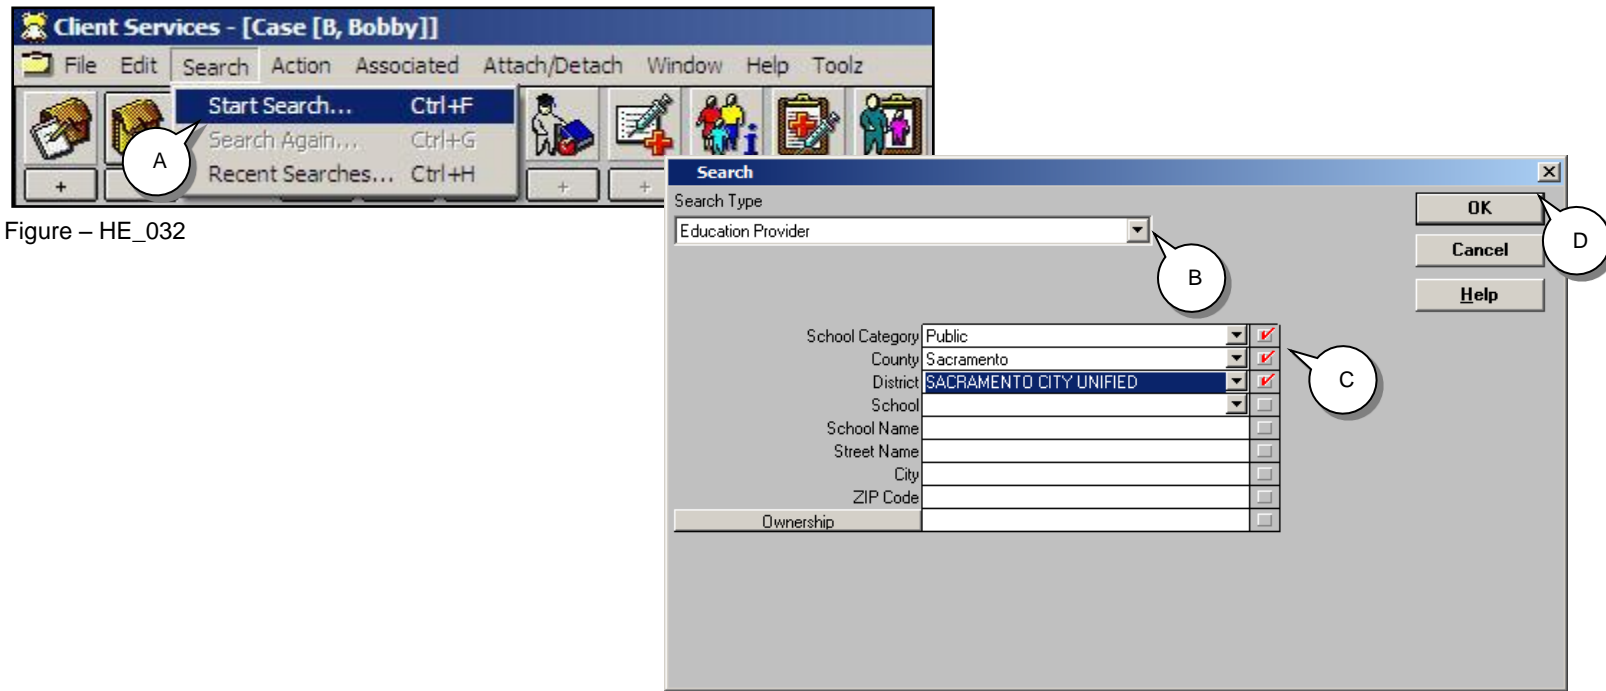 Client Services - [Case [B, Bobby]]
File Edit Search Action Associated Attach/Detach Window Help Toolz
Start Search... Ctrl+F
Search Again... Ctrl+G
Recent Searches... Ctrl+H
A
+
+
+
Figure – HE_032
Search
Search Type
Education Provider
B
OK
Cancel
Help
D
School Category Public
County Sacramento
District SACRAMENTO CITY UNIFIED
School
School Name
Street Name
City
ZIP Code
Ownership
C